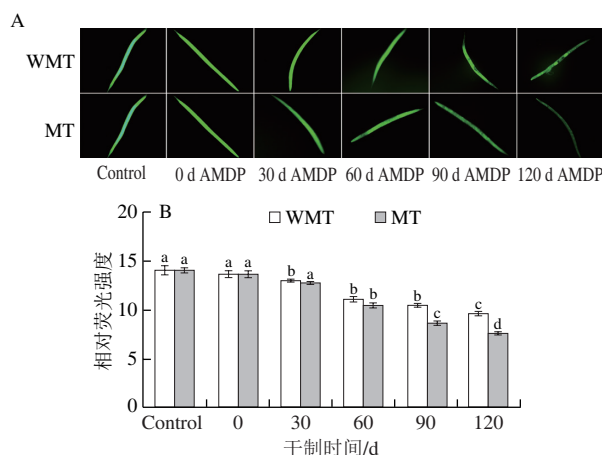 A
WMT
MT
Control 0 d AMDP 30 d AMDP 60 d AMDP 90 d AMDP 120 d AMDP
B
WMT MT
20
15
10
5
0
相对荧光强度
a a a a b a b b b c c d
Control 0 30 60 90 120
干制时间/d